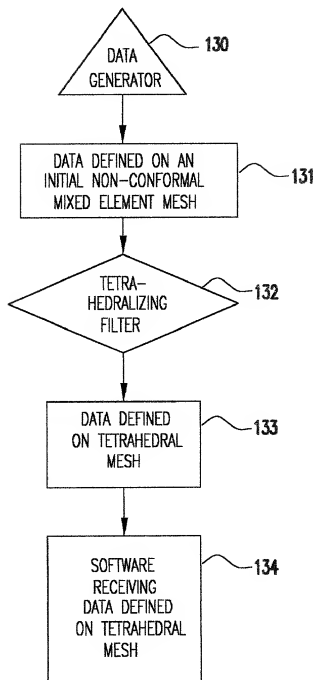 130
DATA
GENERATOR
DATA DEFINED ON AN
INITIAL NON-CONFORMAL
MIXED ELEMENT MESH
131
TETRA-
HEDRALIZING
FILTER
132
DATA DEFINED
ON TETRAHEDRAL
MESH
133
SOFTWARE
RECEIVING
DATA DEFINED
ON TETRAHEDRAL
MESH
134